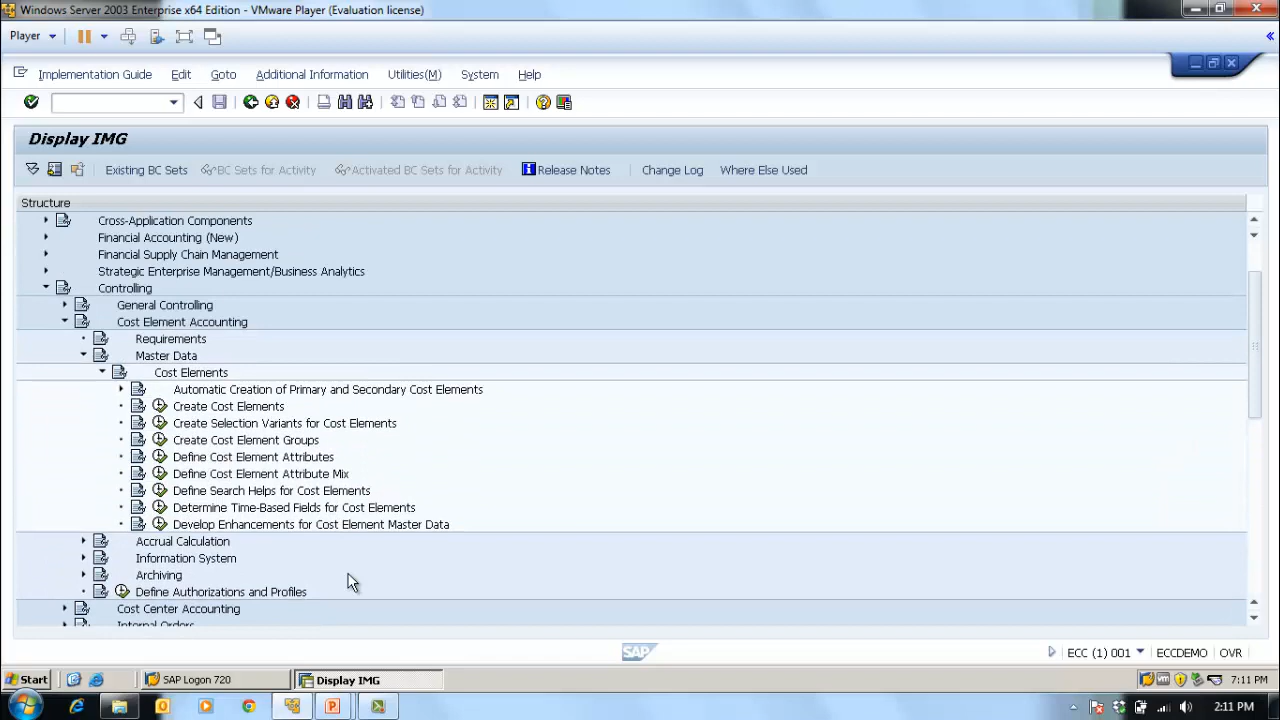 Windows Server 2003 Enterprise x64 Edition - VMware Player (Evaluation license)
Player
Implementation Guide Edit Goto Additional Information Utilities(M) System Help
Display IMG
Existing BC Sets BC Sets for Activity Activated BC Sets for Activity Release Notes Change Log Where Else Used
Structure
Cross-Application Components
Financial Accounting (New)
Financial Supply Chain Management
Strategic Enterprise Management/Business Analytics
Controlling
General Controlling
Cost Element Accounting
Requirements
Master Data
Cost Elements
Automatic Creation of Primary and Secondary Cost Elements
Create Cost Elements
Create Selection Variants for Cost Elements
Create Cost Element Groups
Define Cost Element Attributes
Define Cost Element Attribute Mix
Define Search Helps for Cost Elements
Determine Time-Based Fields for Cost Elements
Develop Enhancements for Cost Element Master Data
Accrual Calculation
Information System
Archiving
Define Authorizations and Profiles
Cost Center Accounting
Internal Orders
SAP ECC (1) 001 ECCDEMO OVR
Start SAP Logon 720 Display IMG 7:11 PM
2:11 PM